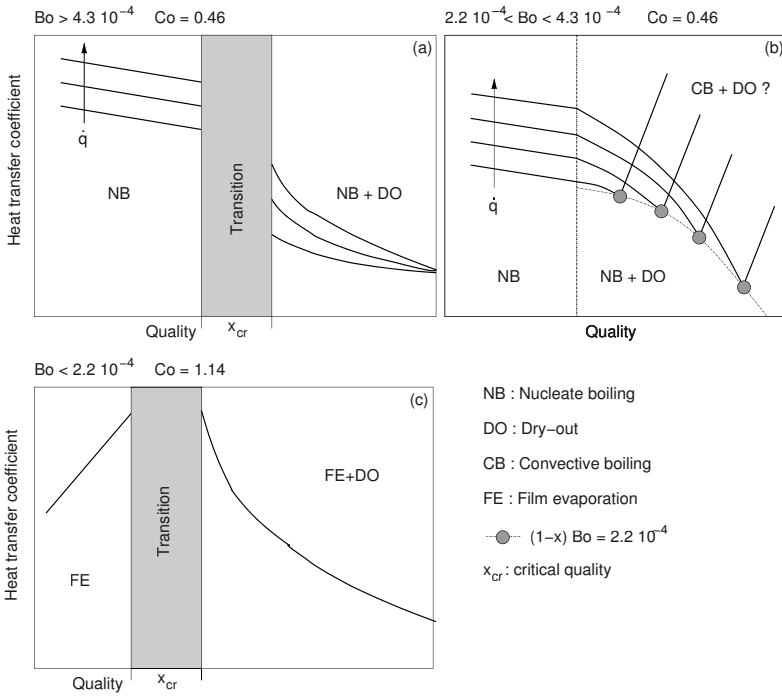 Bo > 4.3 10⁻⁴ Co = 0.46
(a)
q̇
NB
Transition
NB + DO
Heat transfer coefficient
Quality
x_cr
2.2 10⁻⁴ < Bo < 4.3 10⁻⁴ Co = 0.46
(b)
CB + DO ?
q̇
NB
NB + DO
Quality
Bo < 2.2 10⁻⁴ Co = 1.14
(c)
FE
Transition
FE+DO
Heat transfer coefficient
Quality
x_cr
NB : Nucleate boiling
DO : Dry−out
CB : Convective boiling
FE : Film evaporation
(1−x) Bo = 2.2 10⁻⁴
x_cr : critical quality